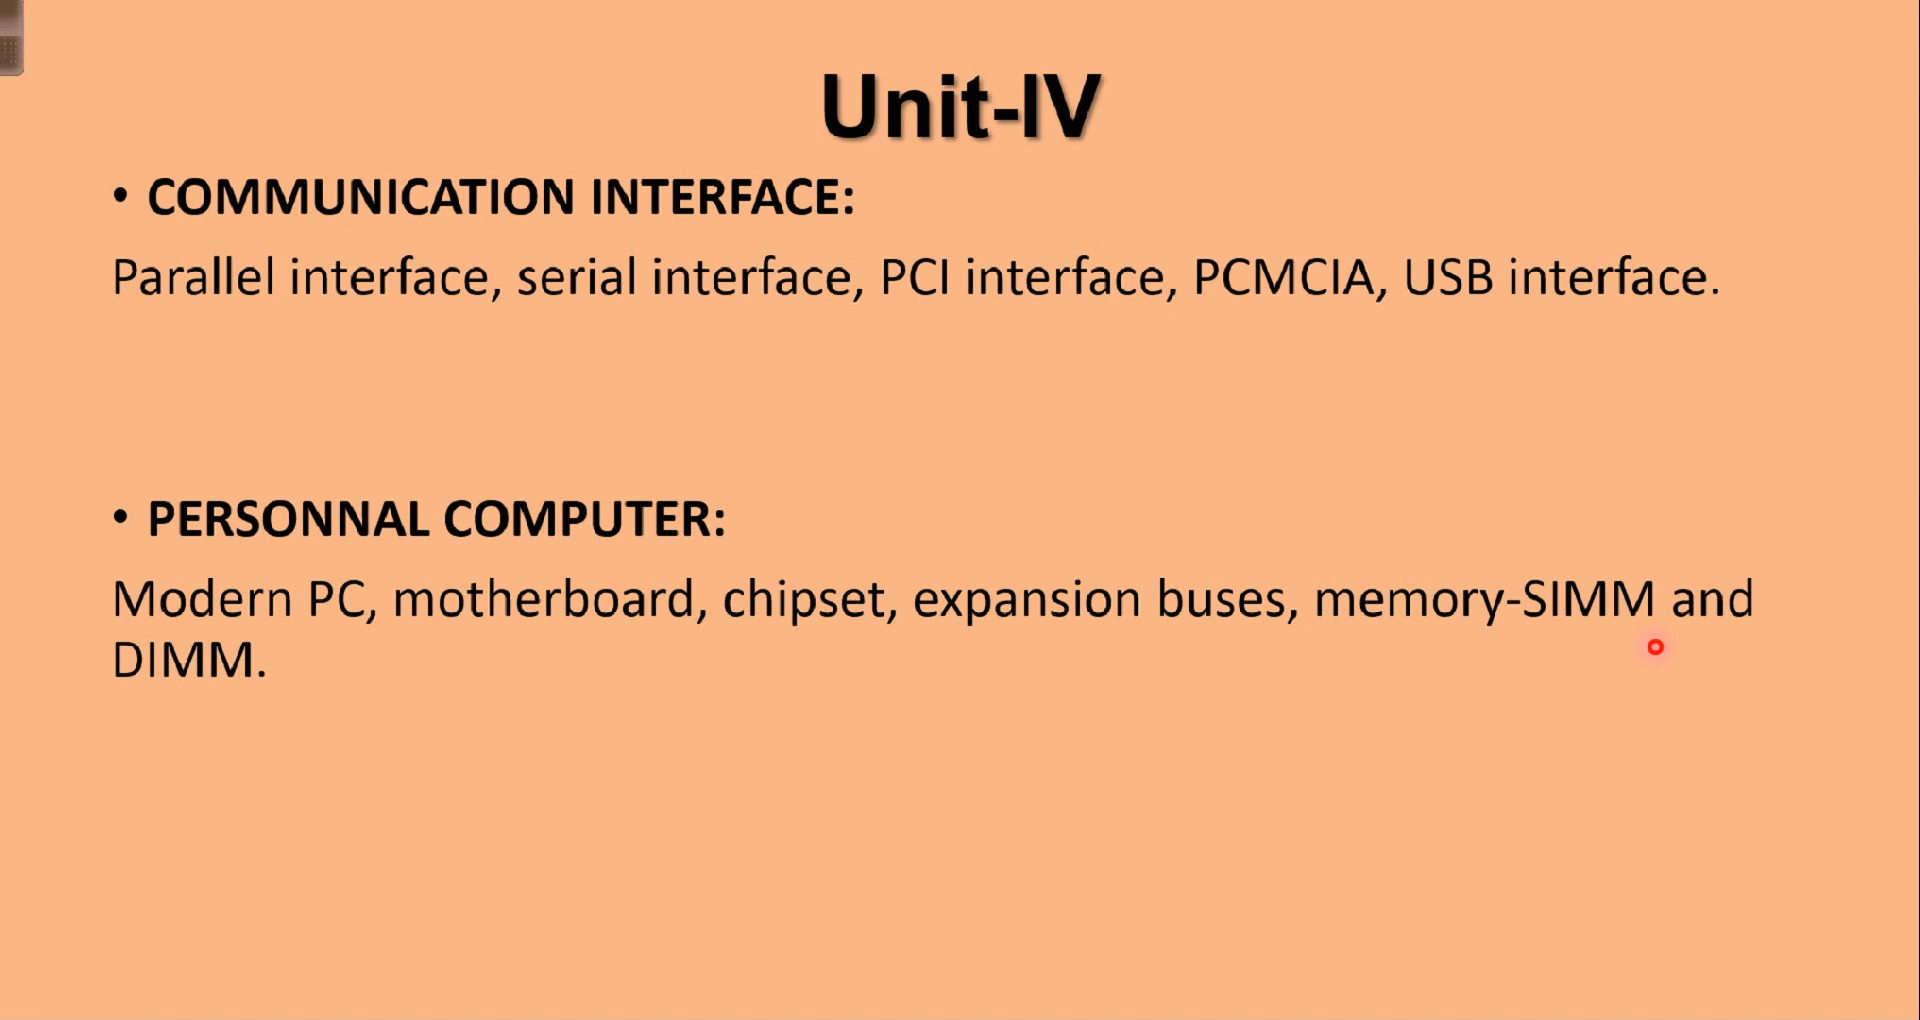 Unit-IV
• COMMUNICATION INTERFACE:
Parallel interface, serial interface, PCI interface, PCMCIA, USB interface.
• PERSONNAL COMPUTER:
Modern PC, motherboard, chipset, expansion buses, memory-SIMM and
DIMM.